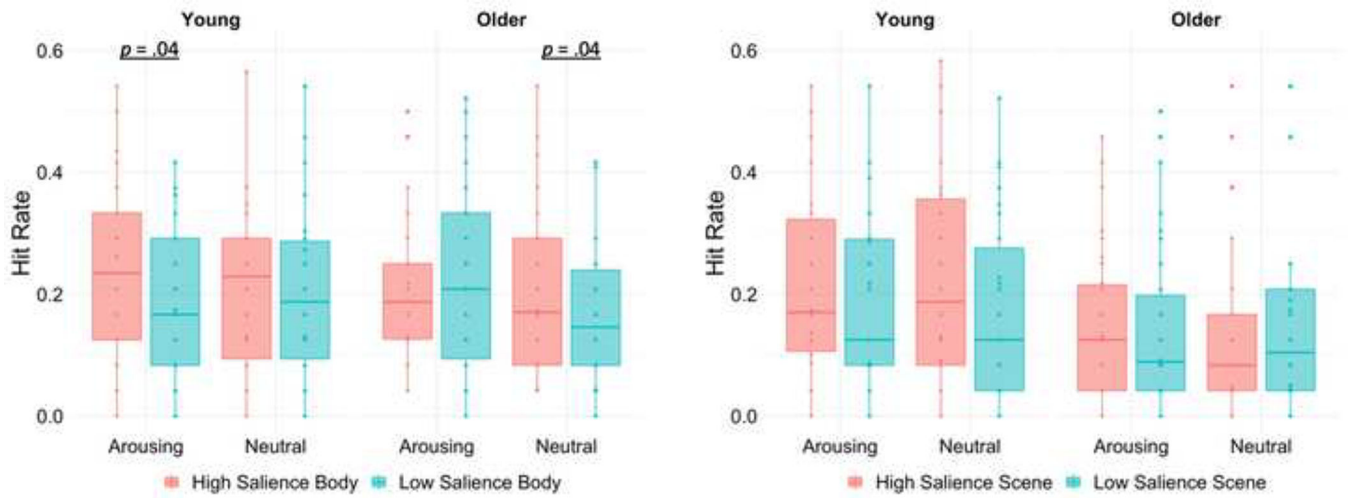 Young Older
p = .04 p = .04
0.6
0.4
0.2
0.0
Hit Rate
Arousing Neutral Arousing Neutral
High Salience Body Low Salience Body
Young Older
0.6
0.4
0.2
0.0
Hit Rate
Arousing Neutral Arousing Neutral
High Salience Scene Low Salience Scene